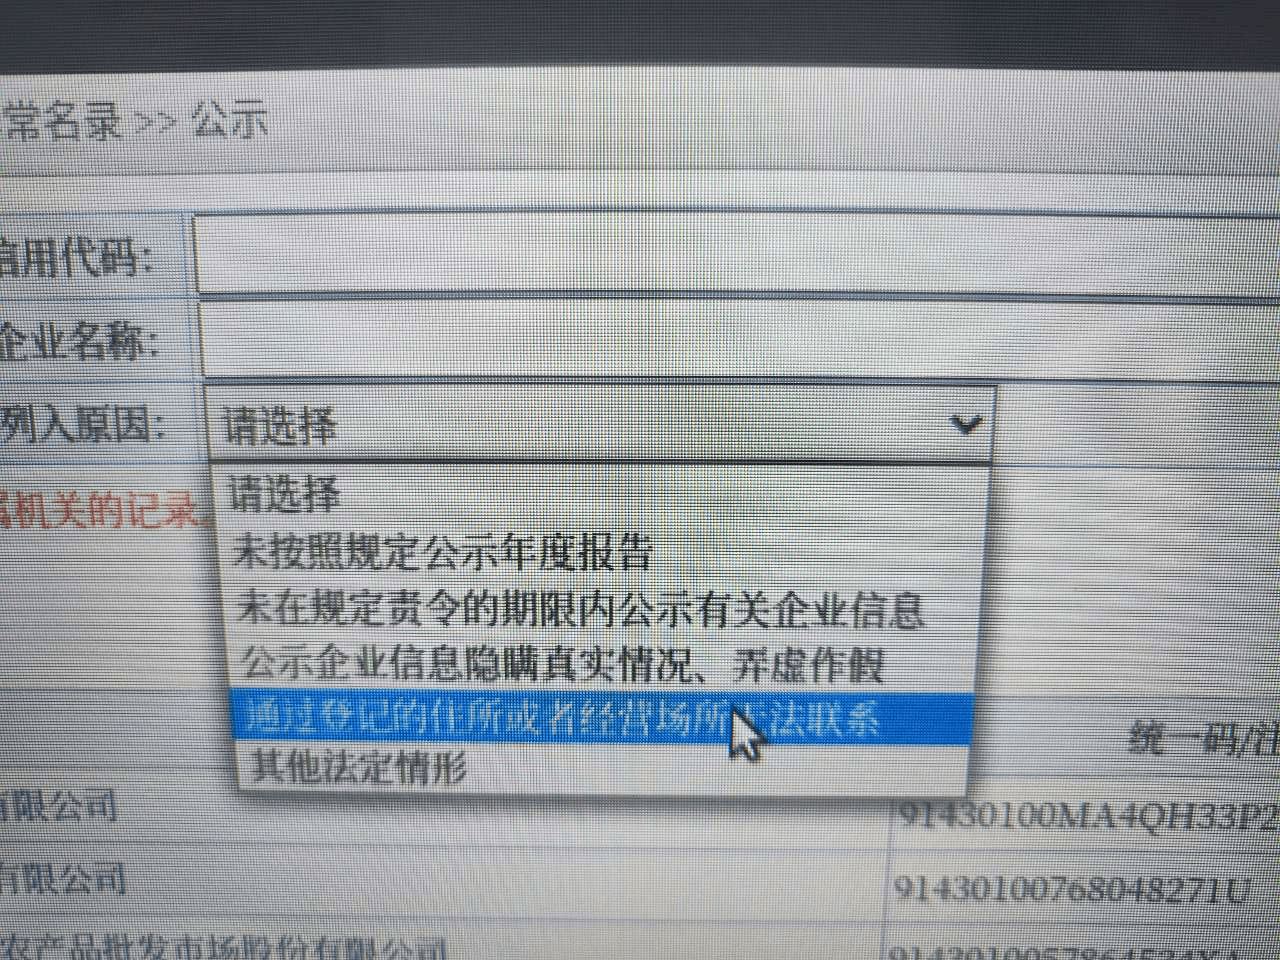 常名录 >> 公示
信用代码：
企业名称：
列入原因： 请选择
请选择
机关的记录
未按照规定公示年度报告
未在规定责令的期限内公示有关企业信息
公示企业信息隐瞒真实情况、弄虚作假
通过登记的住所或者经营场所无法联系
统一码/注
其他法定情形
有限公司 91430100MA4QH33P2
有限公司 91430100768048271U
农产品批发市场股份有限公司